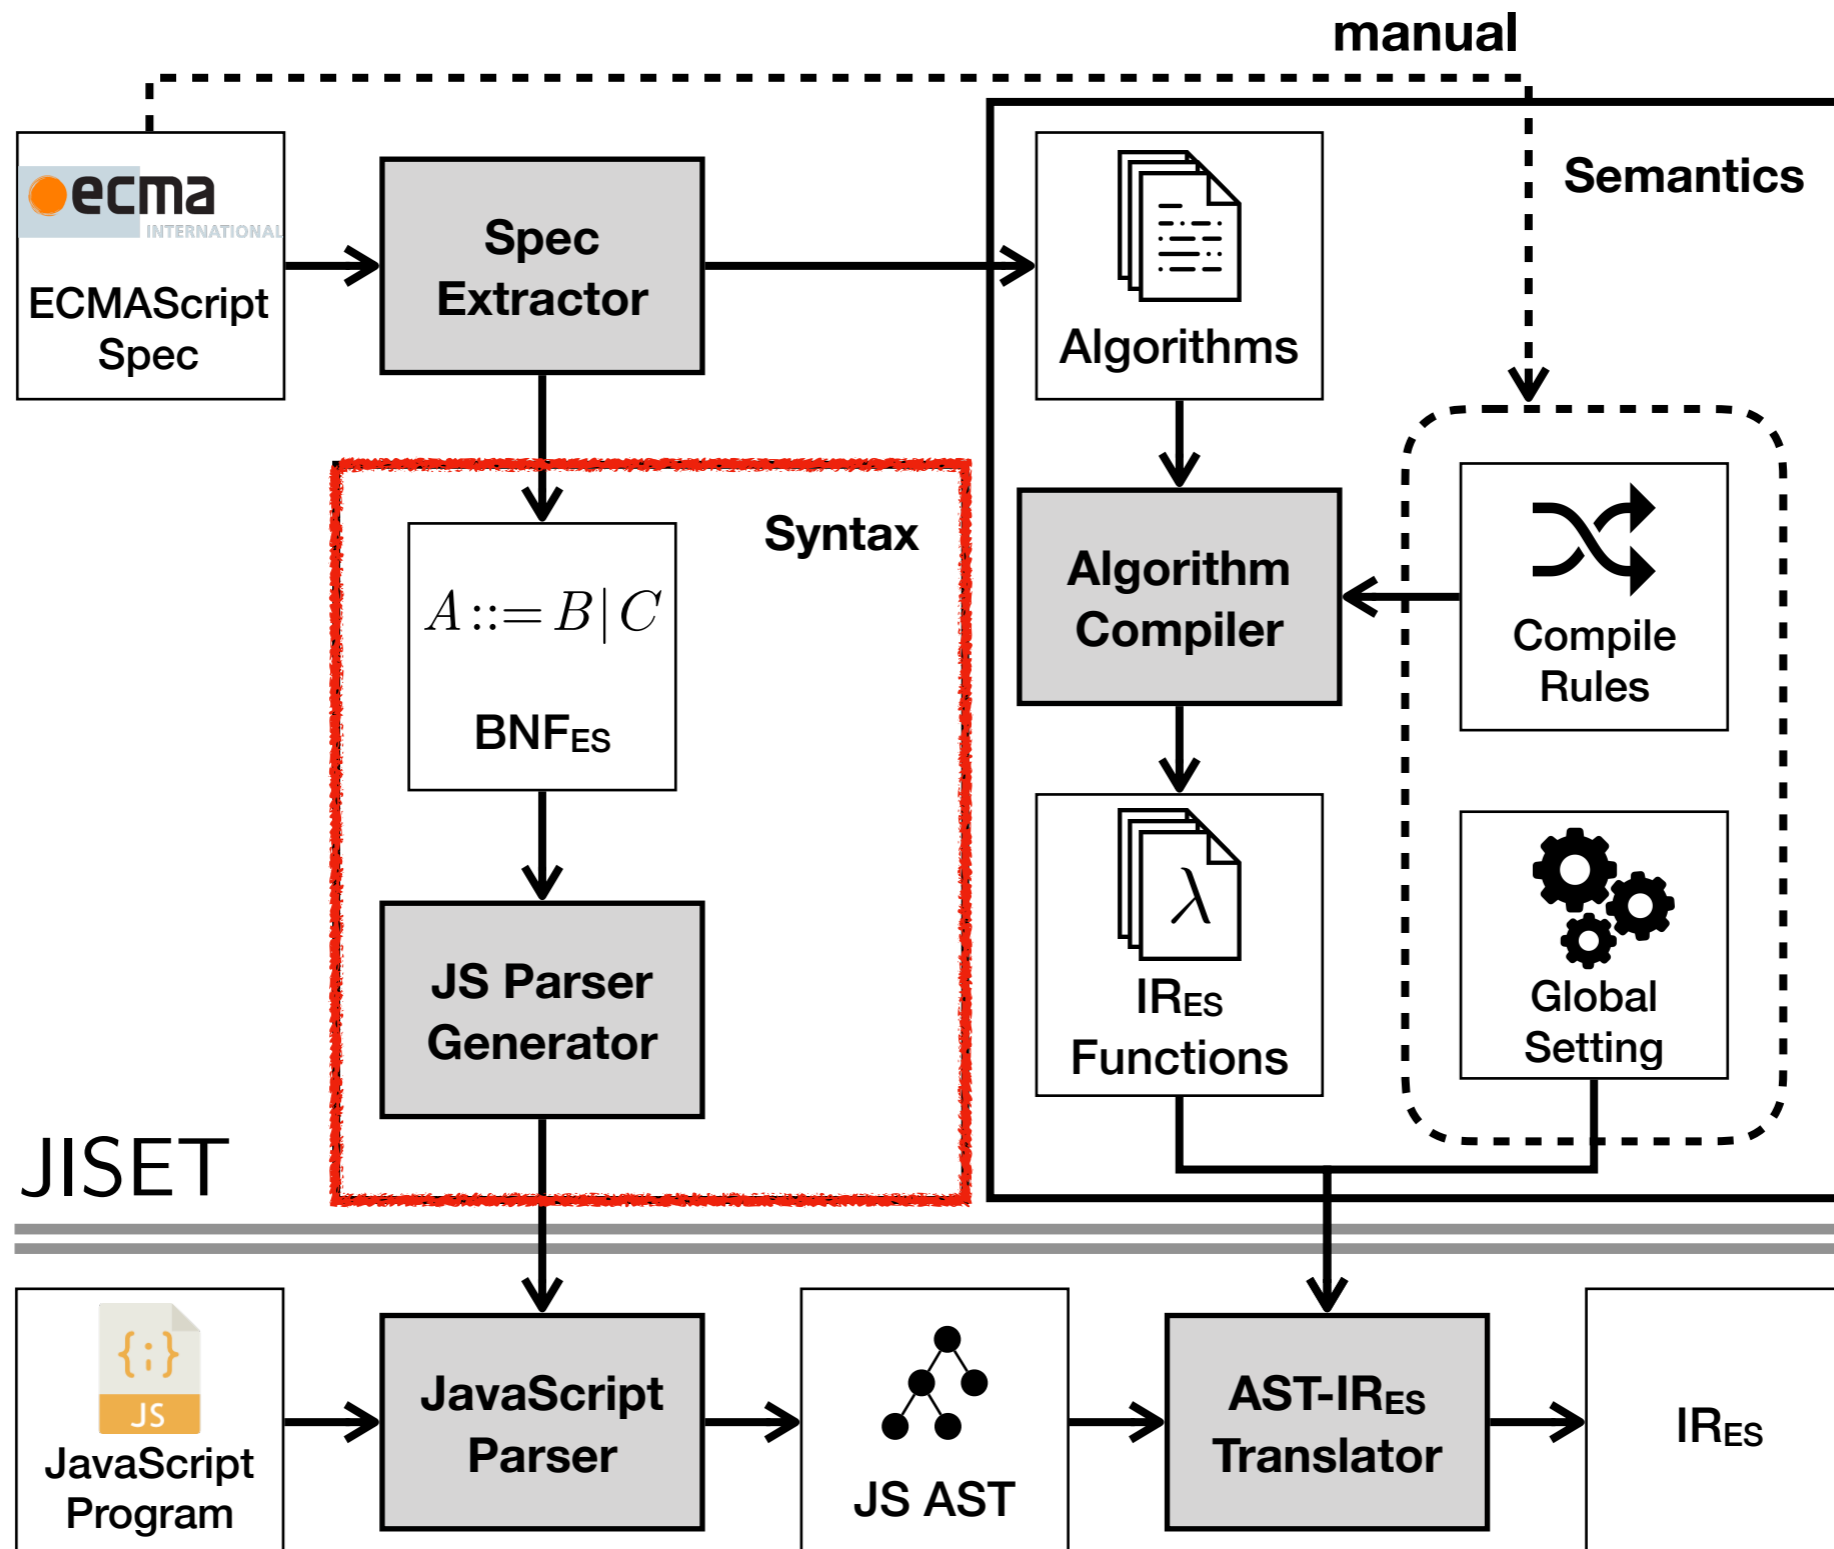 manual
ecma
INTERNATIONAL
ECMAScript
Spec
Spec
Extractor
Algorithms
Semantics
Syntax
A ::= B | C
BNFES
Algorithm
Compiler
Compile
Rules
JS Parser
Generator
λ
IRES
Functions
Global
Setting
JISET
{;}
JS
JavaScript
Program
JavaScript
Parser
JS AST
AST-IRES
Translator
IRES